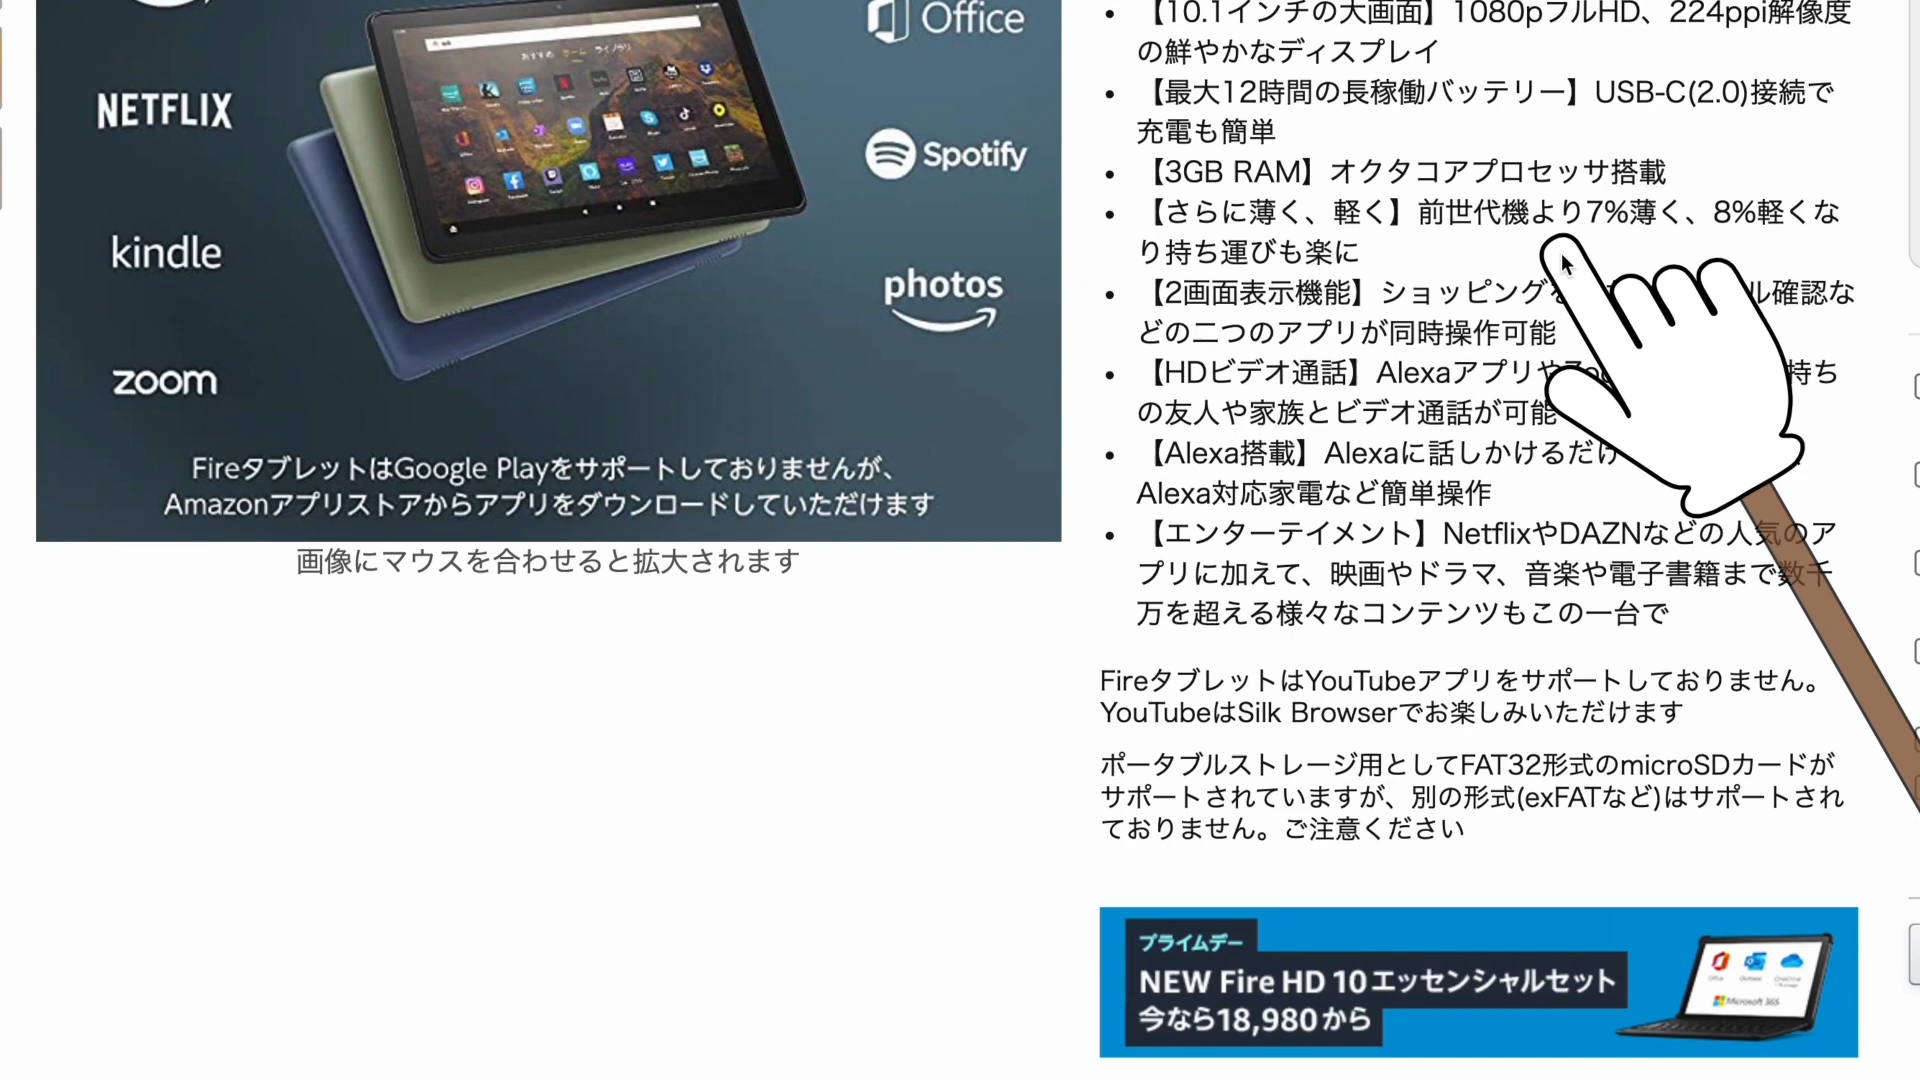 NETFLIX
kindle
zoom
Office
Spotify
photos
おすすめ ホーム ライブラリ
FireタブレットはGoogle Playをサポートしておりませんが、
Amazonアプリストアからアプリをダウンロードしていただけます
画像にマウスを合わせると拡大されます
【10.1インチの大画面】1080pフルHD、224ppi解像度
の鮮やかなディスプレイ
【最大12時間の長稼働バッテリー】USB-C(2.0)接続で
充電も簡単
【3GB RAM】オクタコアプロセッサ搭載
【さらに薄く、軽く】前世代機より7%薄く、8%軽くな
り持ち運びも楽に
【2画面表示機能】ショッピングを ル確認な
どの二つのアプリが同時操作可能
【HDビデオ通話】Alexaアプリや 持ち
の友人や家族とビデオ通話が可能
【Alexa搭載】Alexaに話しかけるだけ
Alexa対応家電など簡単操作
【エンターテイメント】NetflixやDAZNなどの人気のア
プリに加えて、映画やドラマ、音楽や電子書籍まで数千
万を超える様々なコンテンツもこの一台で
FireタブレットはYouTubeアプリをサポートしておりません。
YouTubeはSilk Browserでお楽しみいただけます
ポータブルストレージ用としてFAT32形式のmicroSDカードが
サポートされていますが、別の形式(exFATなど)はサポートされ
ておりません。ご注意ください
プライムデー
NEW Fire HD 10エッセンシャルセット
今なら18,980から
Office Outlook OneDrive
Microsoft 365